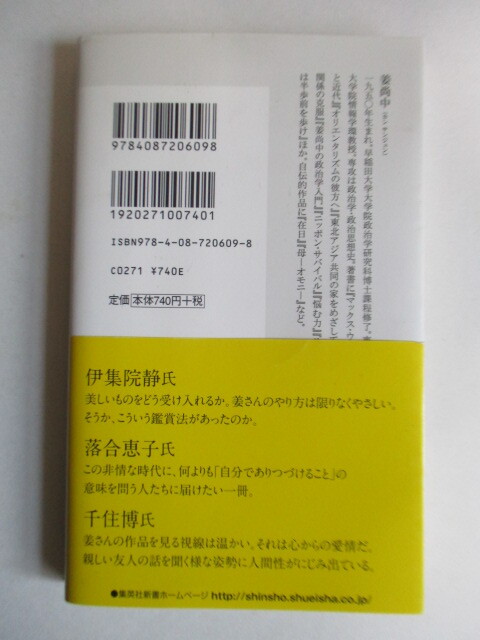 姜尚中(カン サンジュン)
一九五〇年生まれ。早稲田大学大学院政治学研究科博士課程修了。東
大学院情報学環教授。専攻は政治学・政治思想史。著書に『マックス・ウ
と近代』『オリエンタリズムの彼方へ』『東北アジア共同の家をめざして
関係の克服』『姜尚中の政治学入門』『ニッポン・サバイバル』『悩む力』『
は半歩前を歩け』ほか。自伝的作品に『在日』『母―オモニ―』など。
9784087206098
1920271007401
ISBN978-4-08-720609-8
C0271 ¥740E
定価 本体740円+税
伊集院静氏
美しいものをどう受け入れるか。姜さんのやり方は限りなくやさしい。
そうか、こういう鑑賞法があったのか。
落合恵子氏
この非情な時代に、何よりも「自分でありつづけること」の
意味を問う人たちに届けたい一冊。
千住博氏
姜さんの作品を見る視線は温かい。それは心からの愛情だ。
親しい友人の話を聞く様な姿勢に人間性がにじみ出ている。
●集英社新書ホームページ http://shinsho.shueisha.co.jp/